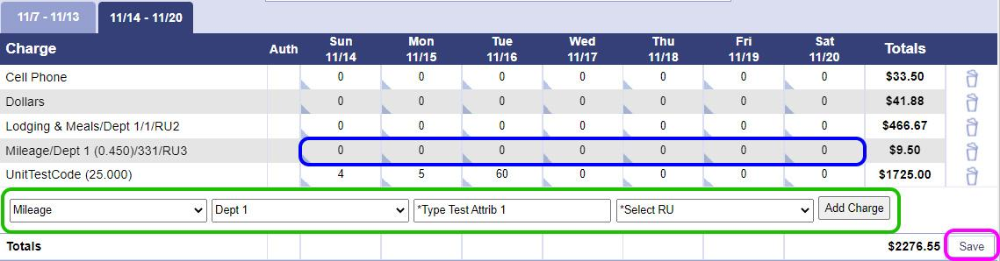 11/7 - 11/13 11/14 - 11/20
Charge Auth Sun 11/14 Mon 11/15 Tue 11/16 Wed 11/17 Thu 11/18 Fri 11/19 Sat 11/20 Totals
Cell Phone 0 0 0 0 0 0 0 $33.50
Dollars 0 0 0 0 0 0 0 $41.88
Lodging & Meals/Dept 1/1/RU2 0 0 0 0 0 0 0 $466.67
Mileage/Dept 1 (0.450)/331/RU3 0 0 0 0 0 0 0 $9.50
UnitTestCode (25.000) 4 5 60 0 0 0 0 $1725.00
Mileage Dept 1 *Type Test Attrib 1 *Select RU Add Charge
Totals $2276.55 Save